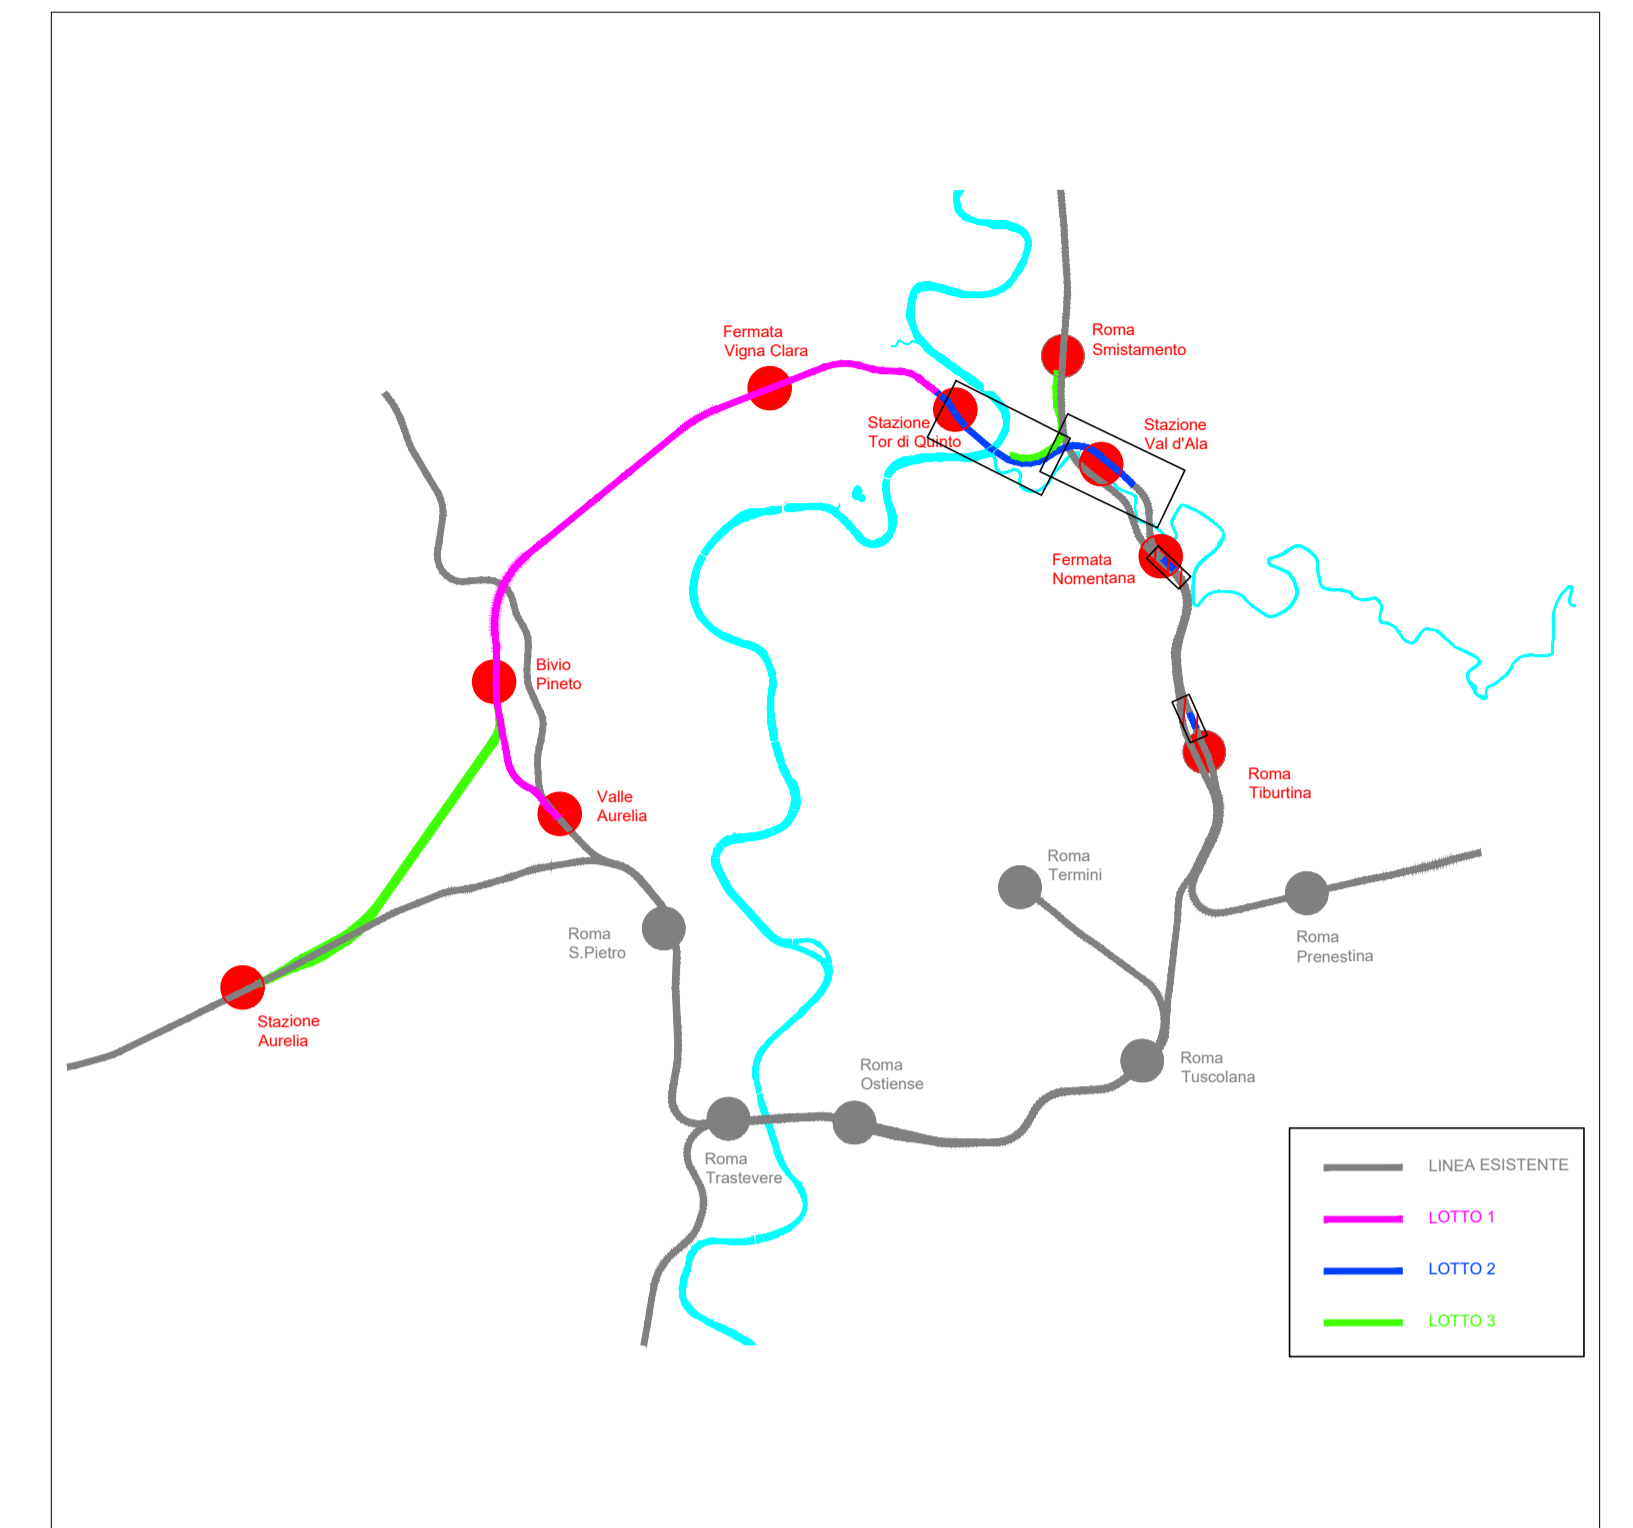 Roma
Smistamento
Fermata
Vigna Clara
Stazione
Tor di Quinto
Stazione
Val d'Ala
Fermata
Nomentana
Bivio
Pineto
Valle
Aurelia
Roma
Tiburtina
Roma
Termini
Roma
S.Pietro
Roma
Prenestina
Stazione
Aurelia
Roma
Ostiense
Roma
Tuscolana
Roma
Trastevere
LINEA ESISTENTE
LOTTO 1
LOTTO 2
LOTTO 3